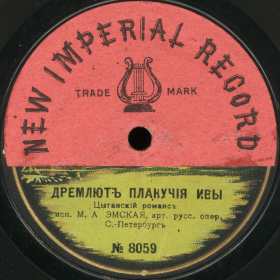 NEW IMPERIAL RECORD
TRADE MARK
ДРЕМЛЮТЪ ПЛАКУЧІЯ ИВЫ
Цыганскій романсъ
исп. М. А. ЭМСКАЯ, арт. русс. опер.
С.-Петербургъ
№ 8059